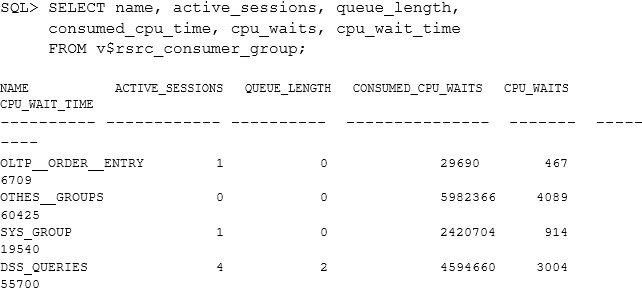 SQL> SELECT name, active_sessions, queue_length,
consumed_cpu_time, cpu_waits, cpu_wait_time
FROM v$rsrc_consumer_group;
NAME ACTIVE_SESSIONS QUEUE_LENGTH CONSUMED_CPU_WAITS CPU_WAITS
CPU_WAIT_TIME
---------- ------------ ---------- --------------- ------- -----
----
OLTP__ORDER__ENTRY 1 0 29690 467
6709
OTHES__GROUPS 0 0 5982366 4089
60425
SYS_GROUP 1 0 2420704 914
19540
DSS_QUERIES 4 2 4594660 3004
55700